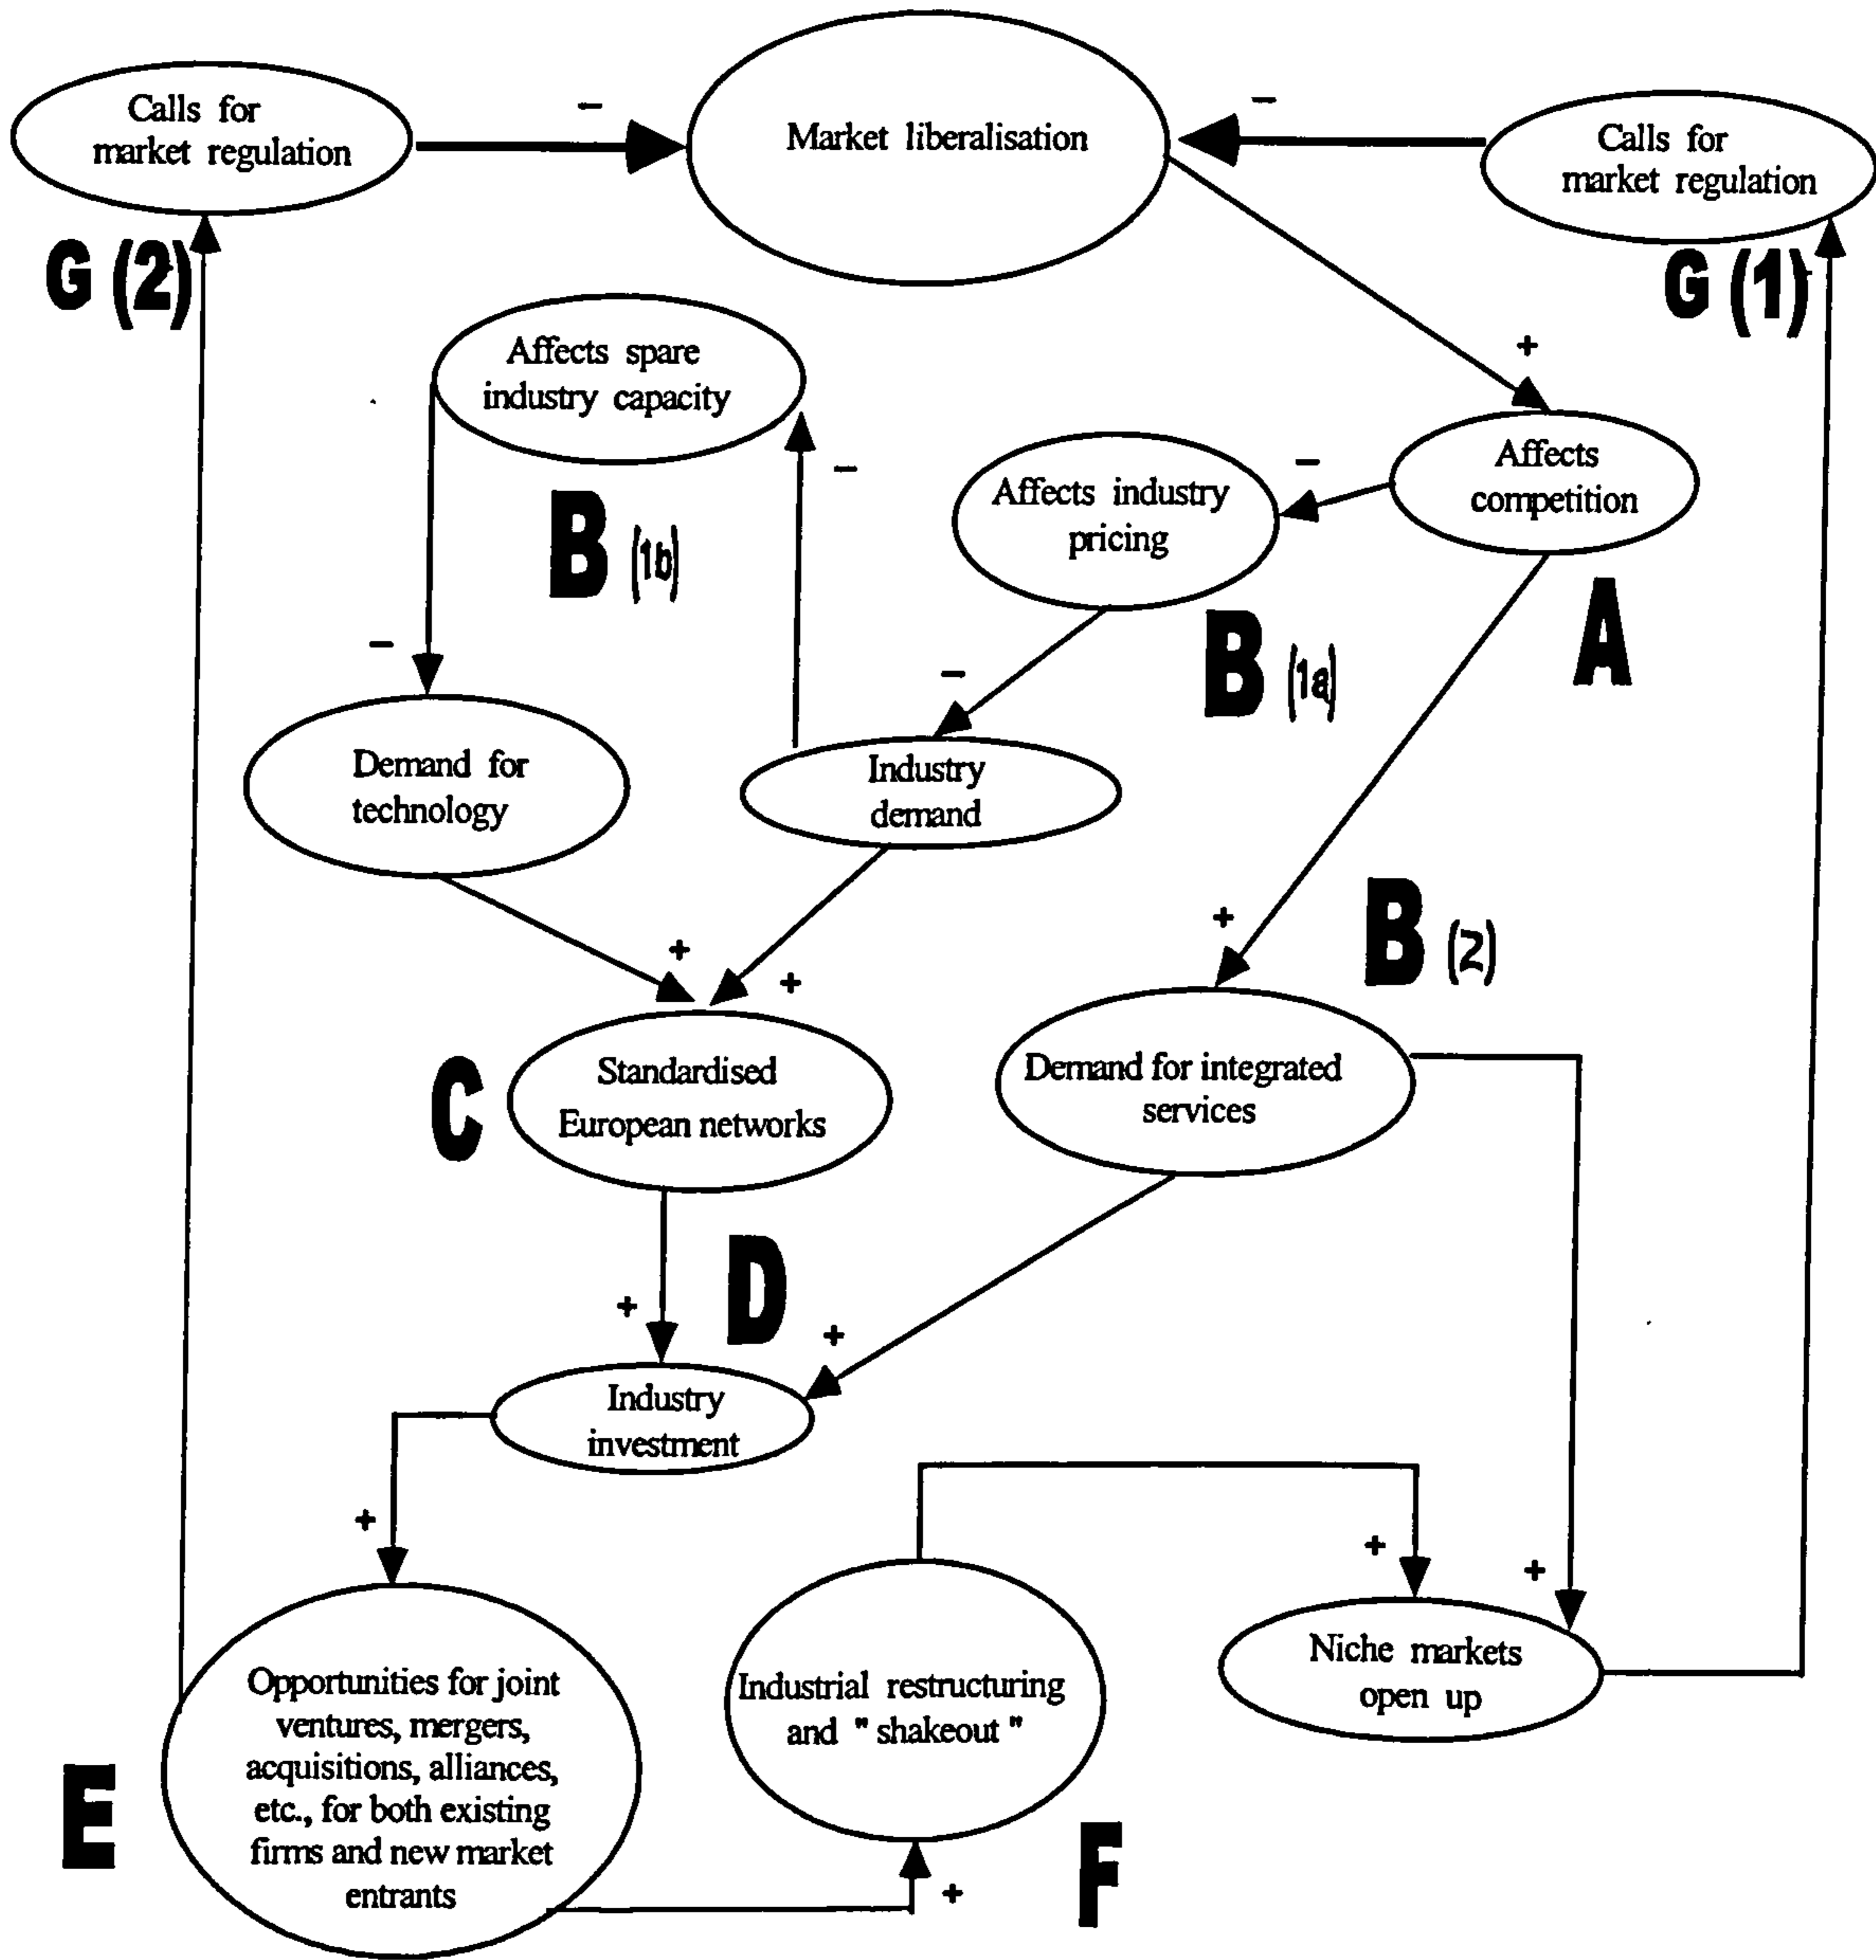 Calls for
market regulation
−
Market liberalisation
−
Calls for
market regulation
G (2)
G (1)
Affects spare
industry capacity
+
−
Affects industry
pricing
−
Affects
competition
B (1b)
−
−
B (1a)
A
Demand for
technology
Industry
demand
+
+
+
B (2)
C
Standardised
European networks
Demand for integrated
services
D
+
+
Industry
investment
+
+
+
Opportunities for joint
ventures, mergers,
acquisitions, alliances,
etc., for both existing
firms and new market
entrants
Industrial restructuring
and " shakeout "
Niche markets
open up
E
+
F